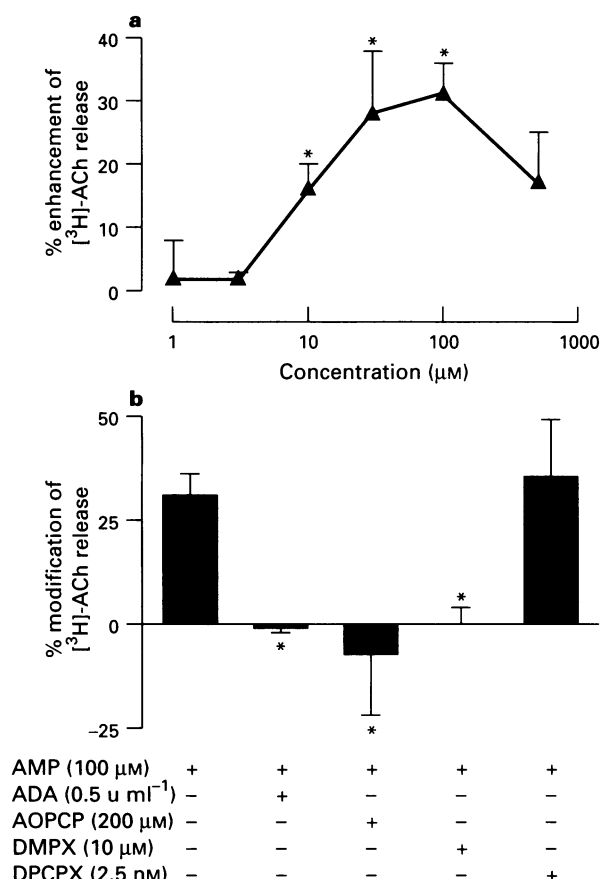 a
% enhancement of
[³H]-ACh release
40
30
20
10
0
*
*
*
1
10
100
1000
Concentration (μM)
b
% modification of
[³H]-ACh release
50
25
0
−25
*
*
*
AMP (100 μM) + + + + +
ADA (0.5 u ml⁻¹) − + − − −
AOPCP (200 μM) − − + − −
DMPX (10 μM) − − − + −
DPCPX (2.5 nM) − − − − +